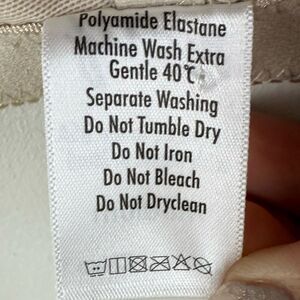 Polyamide Elastane
Machine Wash Extra
Gentle 40℃
Separate Washing
Do Not Tumble Dry
Do Not Iron
Do Not Bleach
Do Not Dryclean